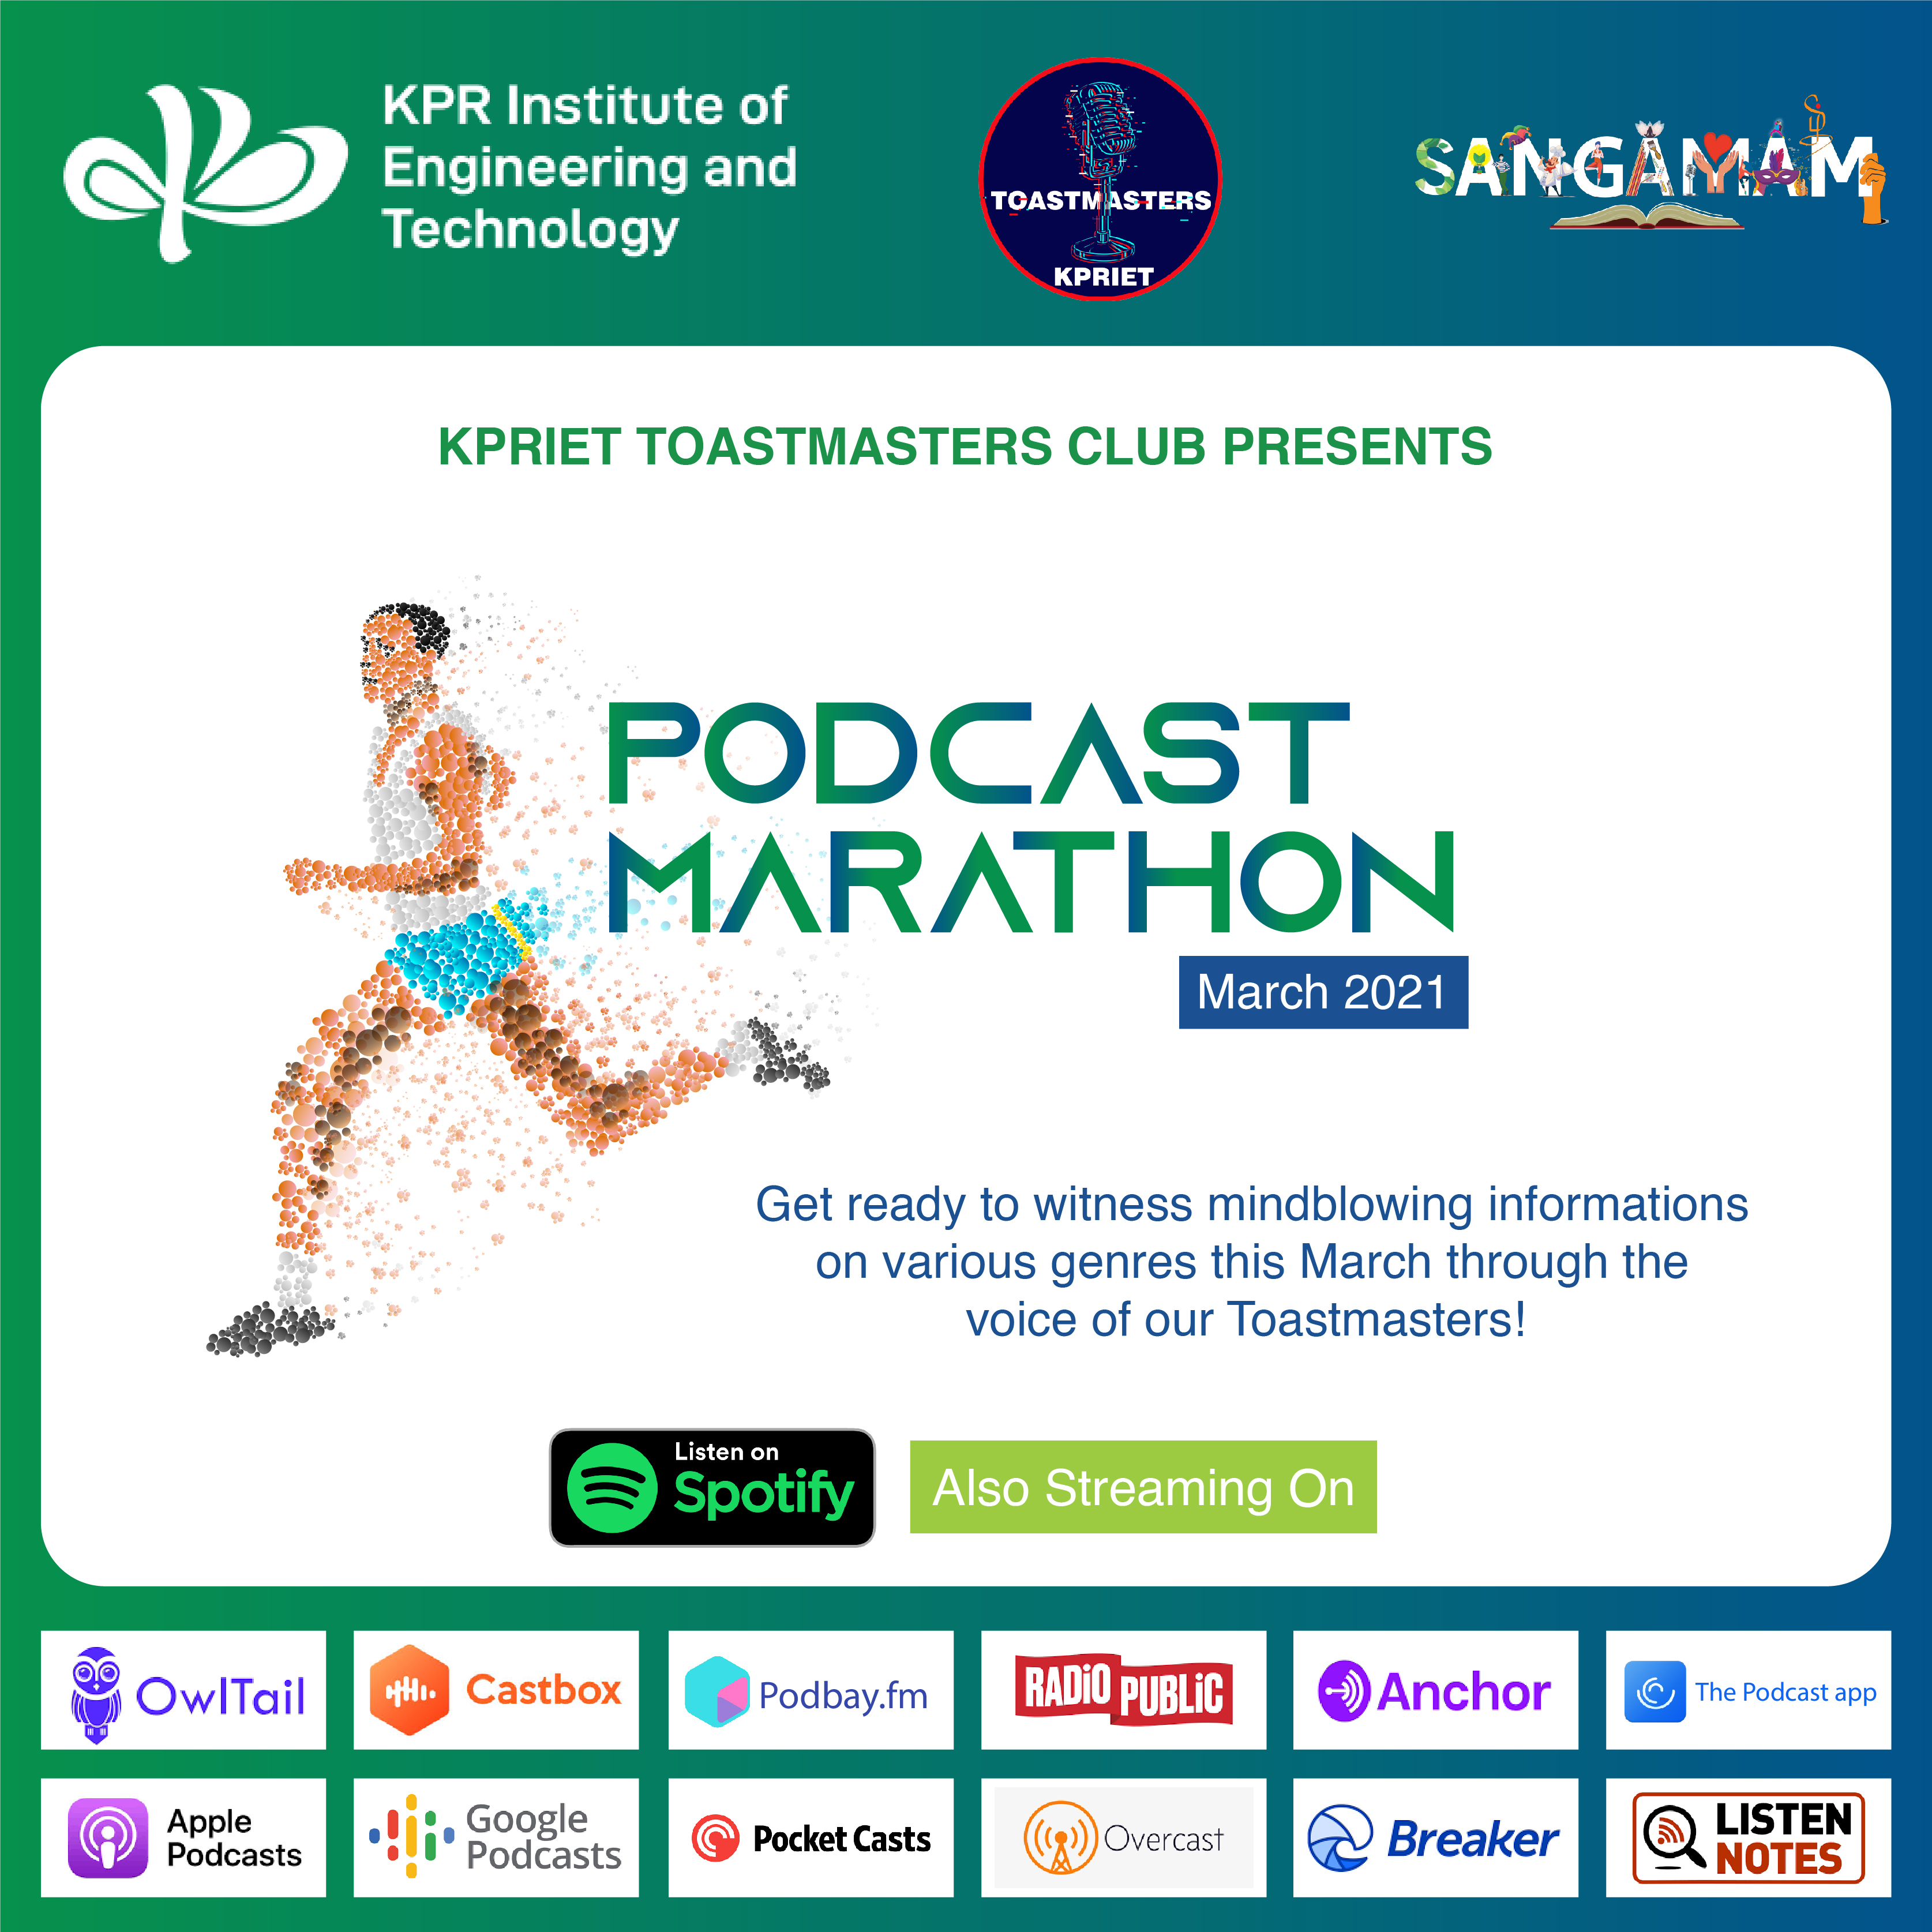 KPR Institute of
Engineering and
Technology
TOASTMASTERS
KPRIET
SANGAMAM
KPRIET TOASTMASTERS CLUB PRESENTS
PODCAST
MARATHON
March 2021
Get ready to witness mindblowing informations
on various genres this March through the
voice of our Toastmasters!
Listen on
Spotify
Also Streaming On
OwlTail
Castbox
Podbay.fm
RADiO PUBLiC
Anchor
The Podcast app
Apple
Podcasts
Google
Podcasts
Pocket Casts
Overcast
Breaker
LISTEN
NOTES